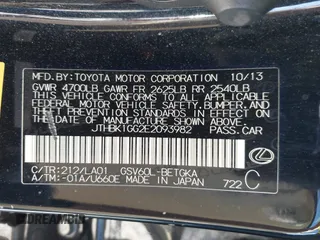 MFD.BY:TOYOTA MOTOR CORPORATION 10/13
GVWR 4700LB GAWR FR 2625LB RR 2540LB
THIS VEHICLE CONFORMS TO ALL APPLICABLE
FEDERAL MOTOR VEHICLE SAFETY, BUMPER, AND
THEFT PREVENTION STANDARDS IN EFFECT ON
THE DATE OF MANUFACTURE SHOWN ABOVE.
JTHBK1GG2E2093982 PASS.CAR
C/TR:212/LA01 GSV60L-BETGKA
A/TM:-01A/U660E MADE IN JAPAN 722 C